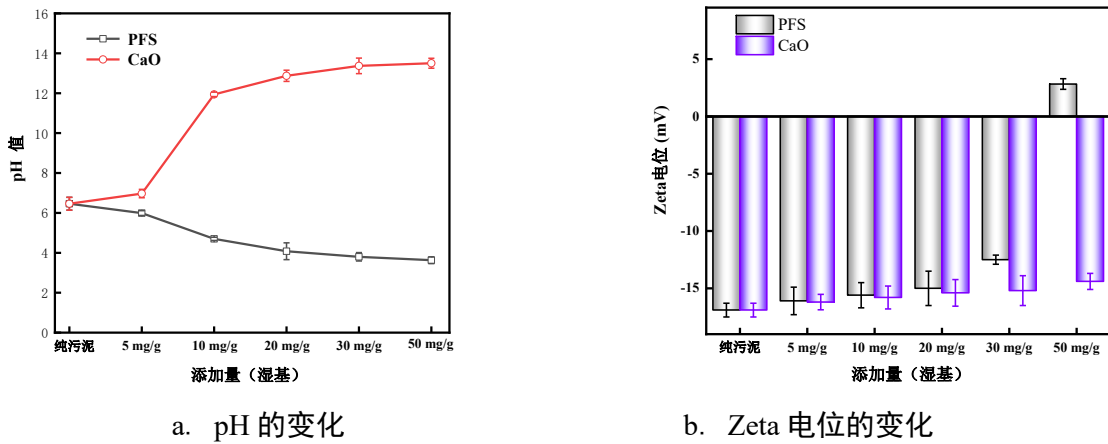 16
14
12
10
8
6
4
2
0
pH 值
PFS
CaO
纯污泥 5 mg/g 10 mg/g 20 mg/g 30 mg/g 50 mg/g
添加量（湿基）
a. pH 的变化
5
0
-5
-10
-15
Zeta电位 (mV)
PFS
CaO
纯污泥 5 mg/g 10 mg/g 20 mg/g 30 mg/g 50 mg/g
添加量（湿基）
b. Zeta 电位的变化